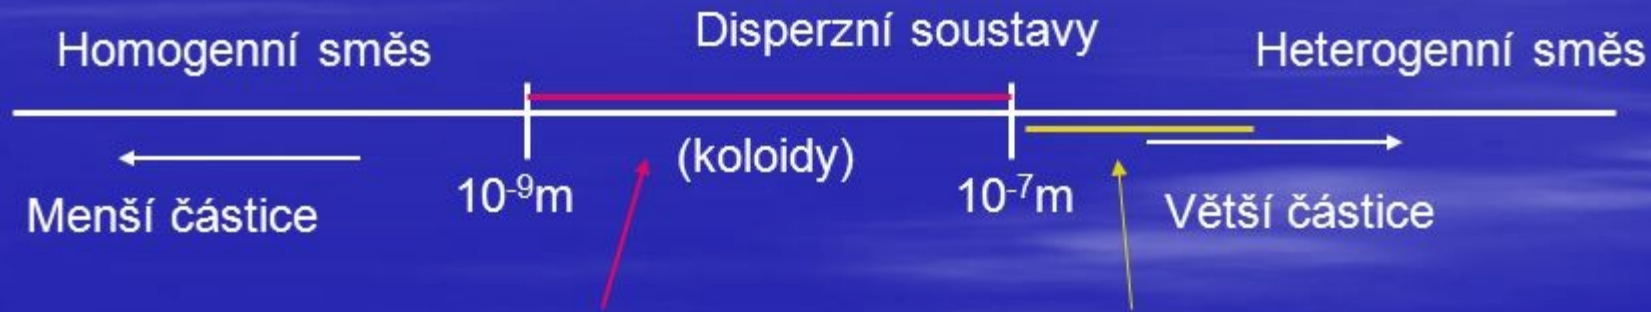 Homogenní směs
Disperzní soustavy
Heterogenní směs
(koloidy)
10⁻⁹m
10⁻⁷m
Menší částice
Větší částice